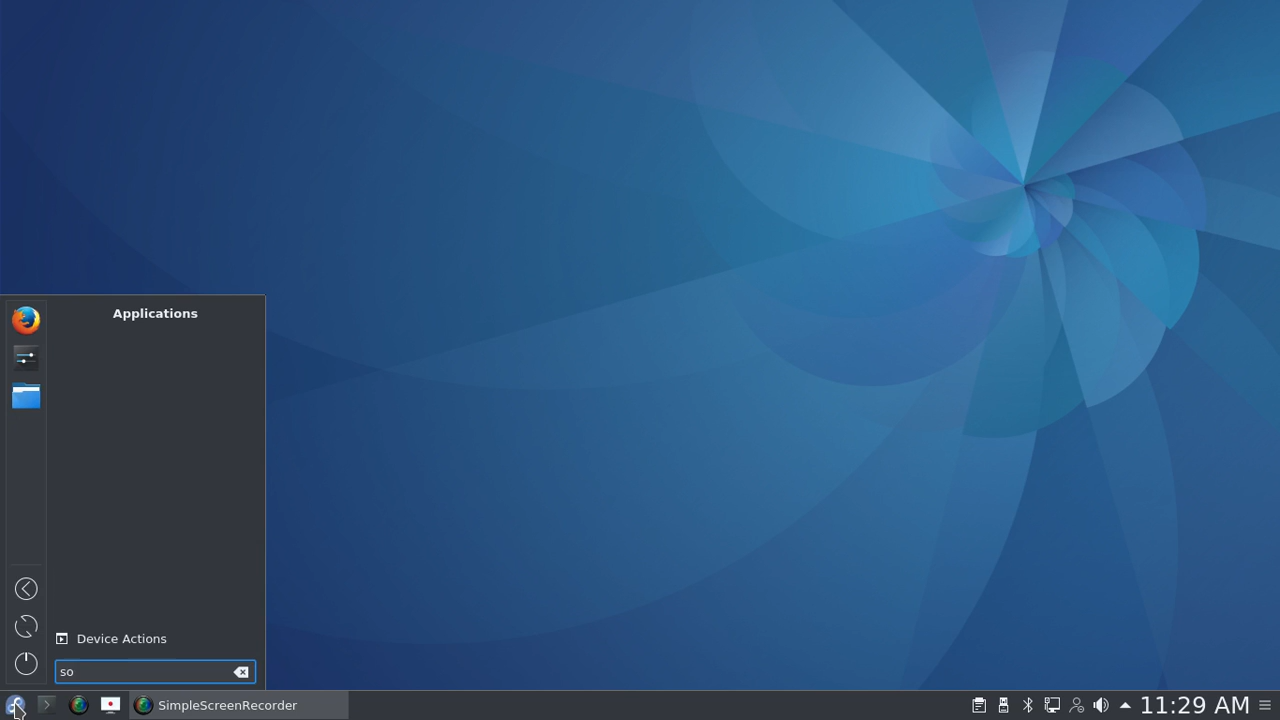 Applications
Device Actions
so
SimpleScreenRecorder
11:29 AM